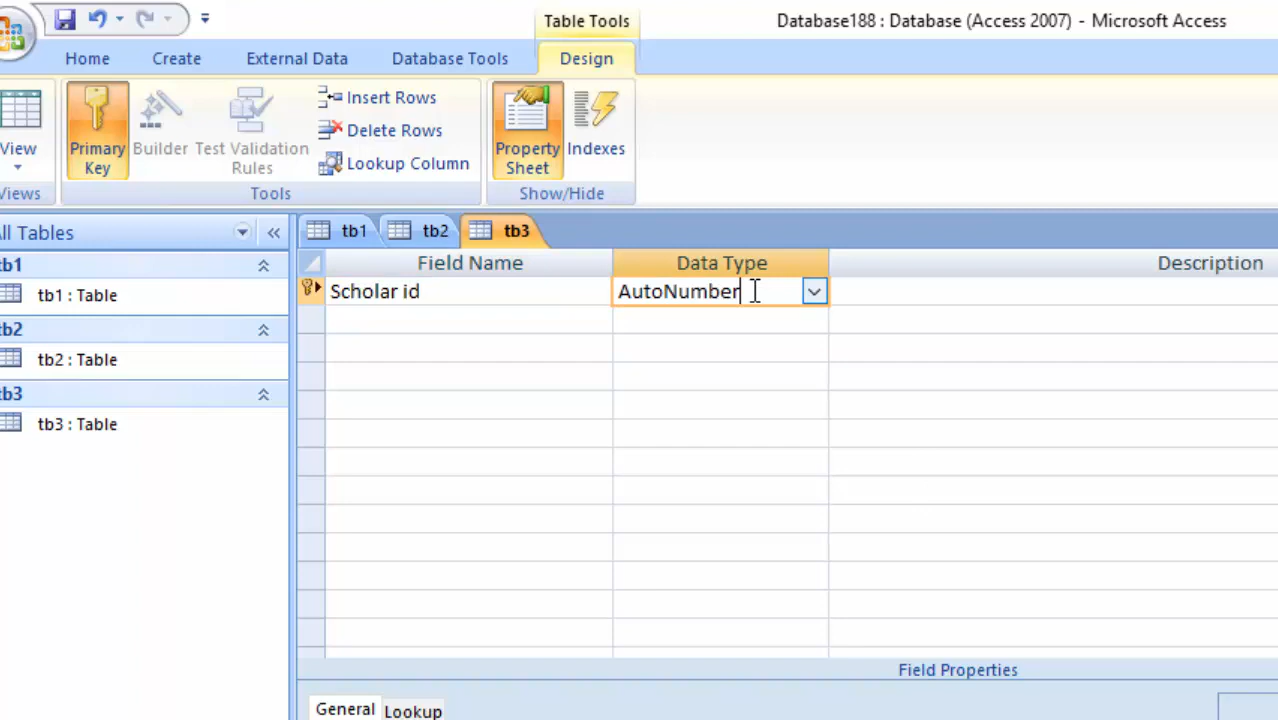 Table Tools
Database188 : Database (Access 2007) - Microsoft Access
Home
Create
External Data
Database Tools
Design
View
Primary
Key
Builder
Test Validation
Rules
Insert Rows
Delete Rows
Lookup Column
Property
Sheet
Indexes
Views
Tools
Show/Hide
ll Tables
«
tb1
tb2
tb3
Field Name
Data Type
Description
tb1
tb1 : Table
Scholar id
AutoNumber
tb2
tb2 : Table
tb3
tb3 : Table
Field Properties
General
Lookup